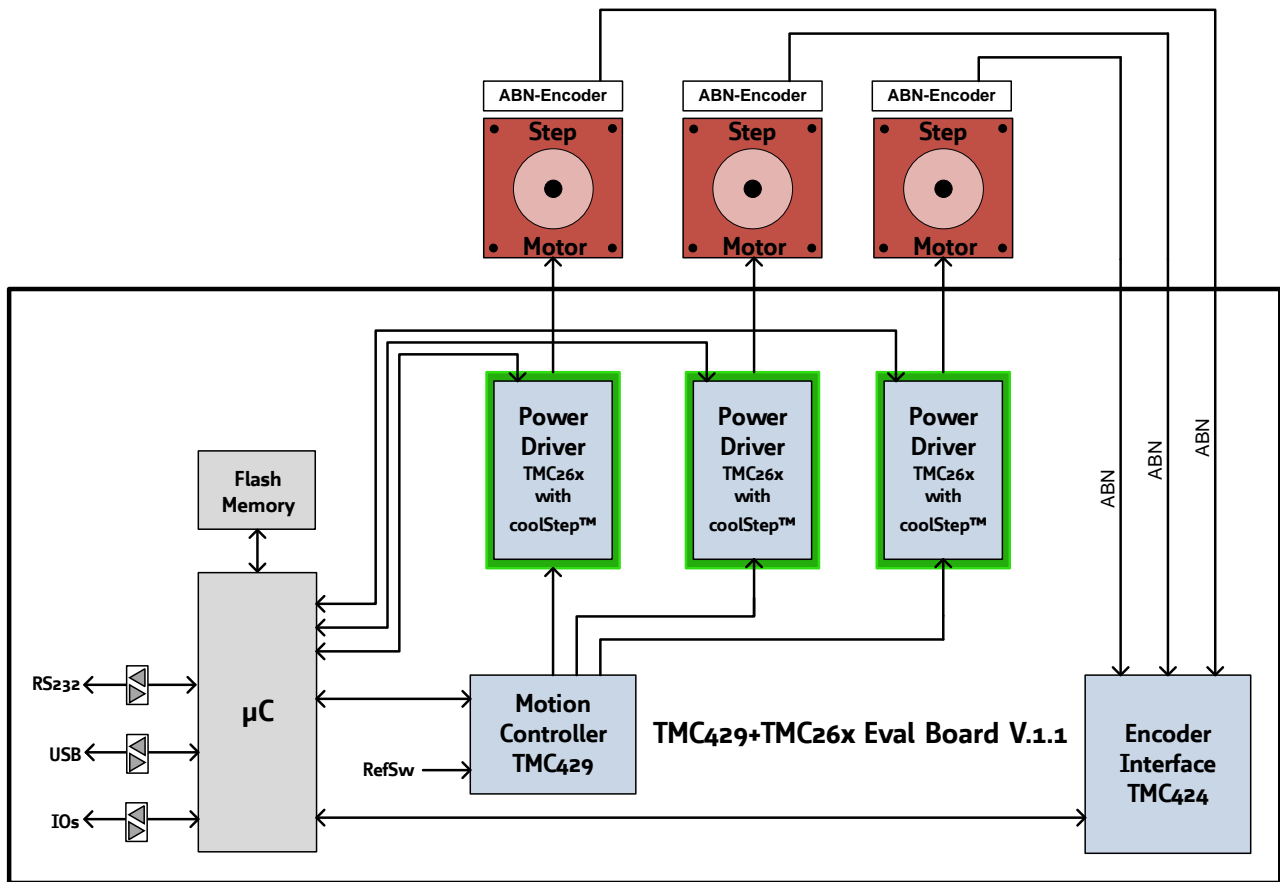 ABN-Encoder
ABN-Encoder
ABN-Encoder
Step
Motor
Step
Motor
Step
Motor
Power
Driver
TMC26x
with
coolStep™
Power
Driver
TMC26x
with
coolStep™
Power
Driver
TMC26x
with
coolStep™
ABN
ABN
ABN
Flash
Memory
µC
RS232
USB
IOs
RefSw
Motion
Controller
TMC429
TMC429+TMC26x Eval Board V.1.1
Encoder
Interface
TMC424